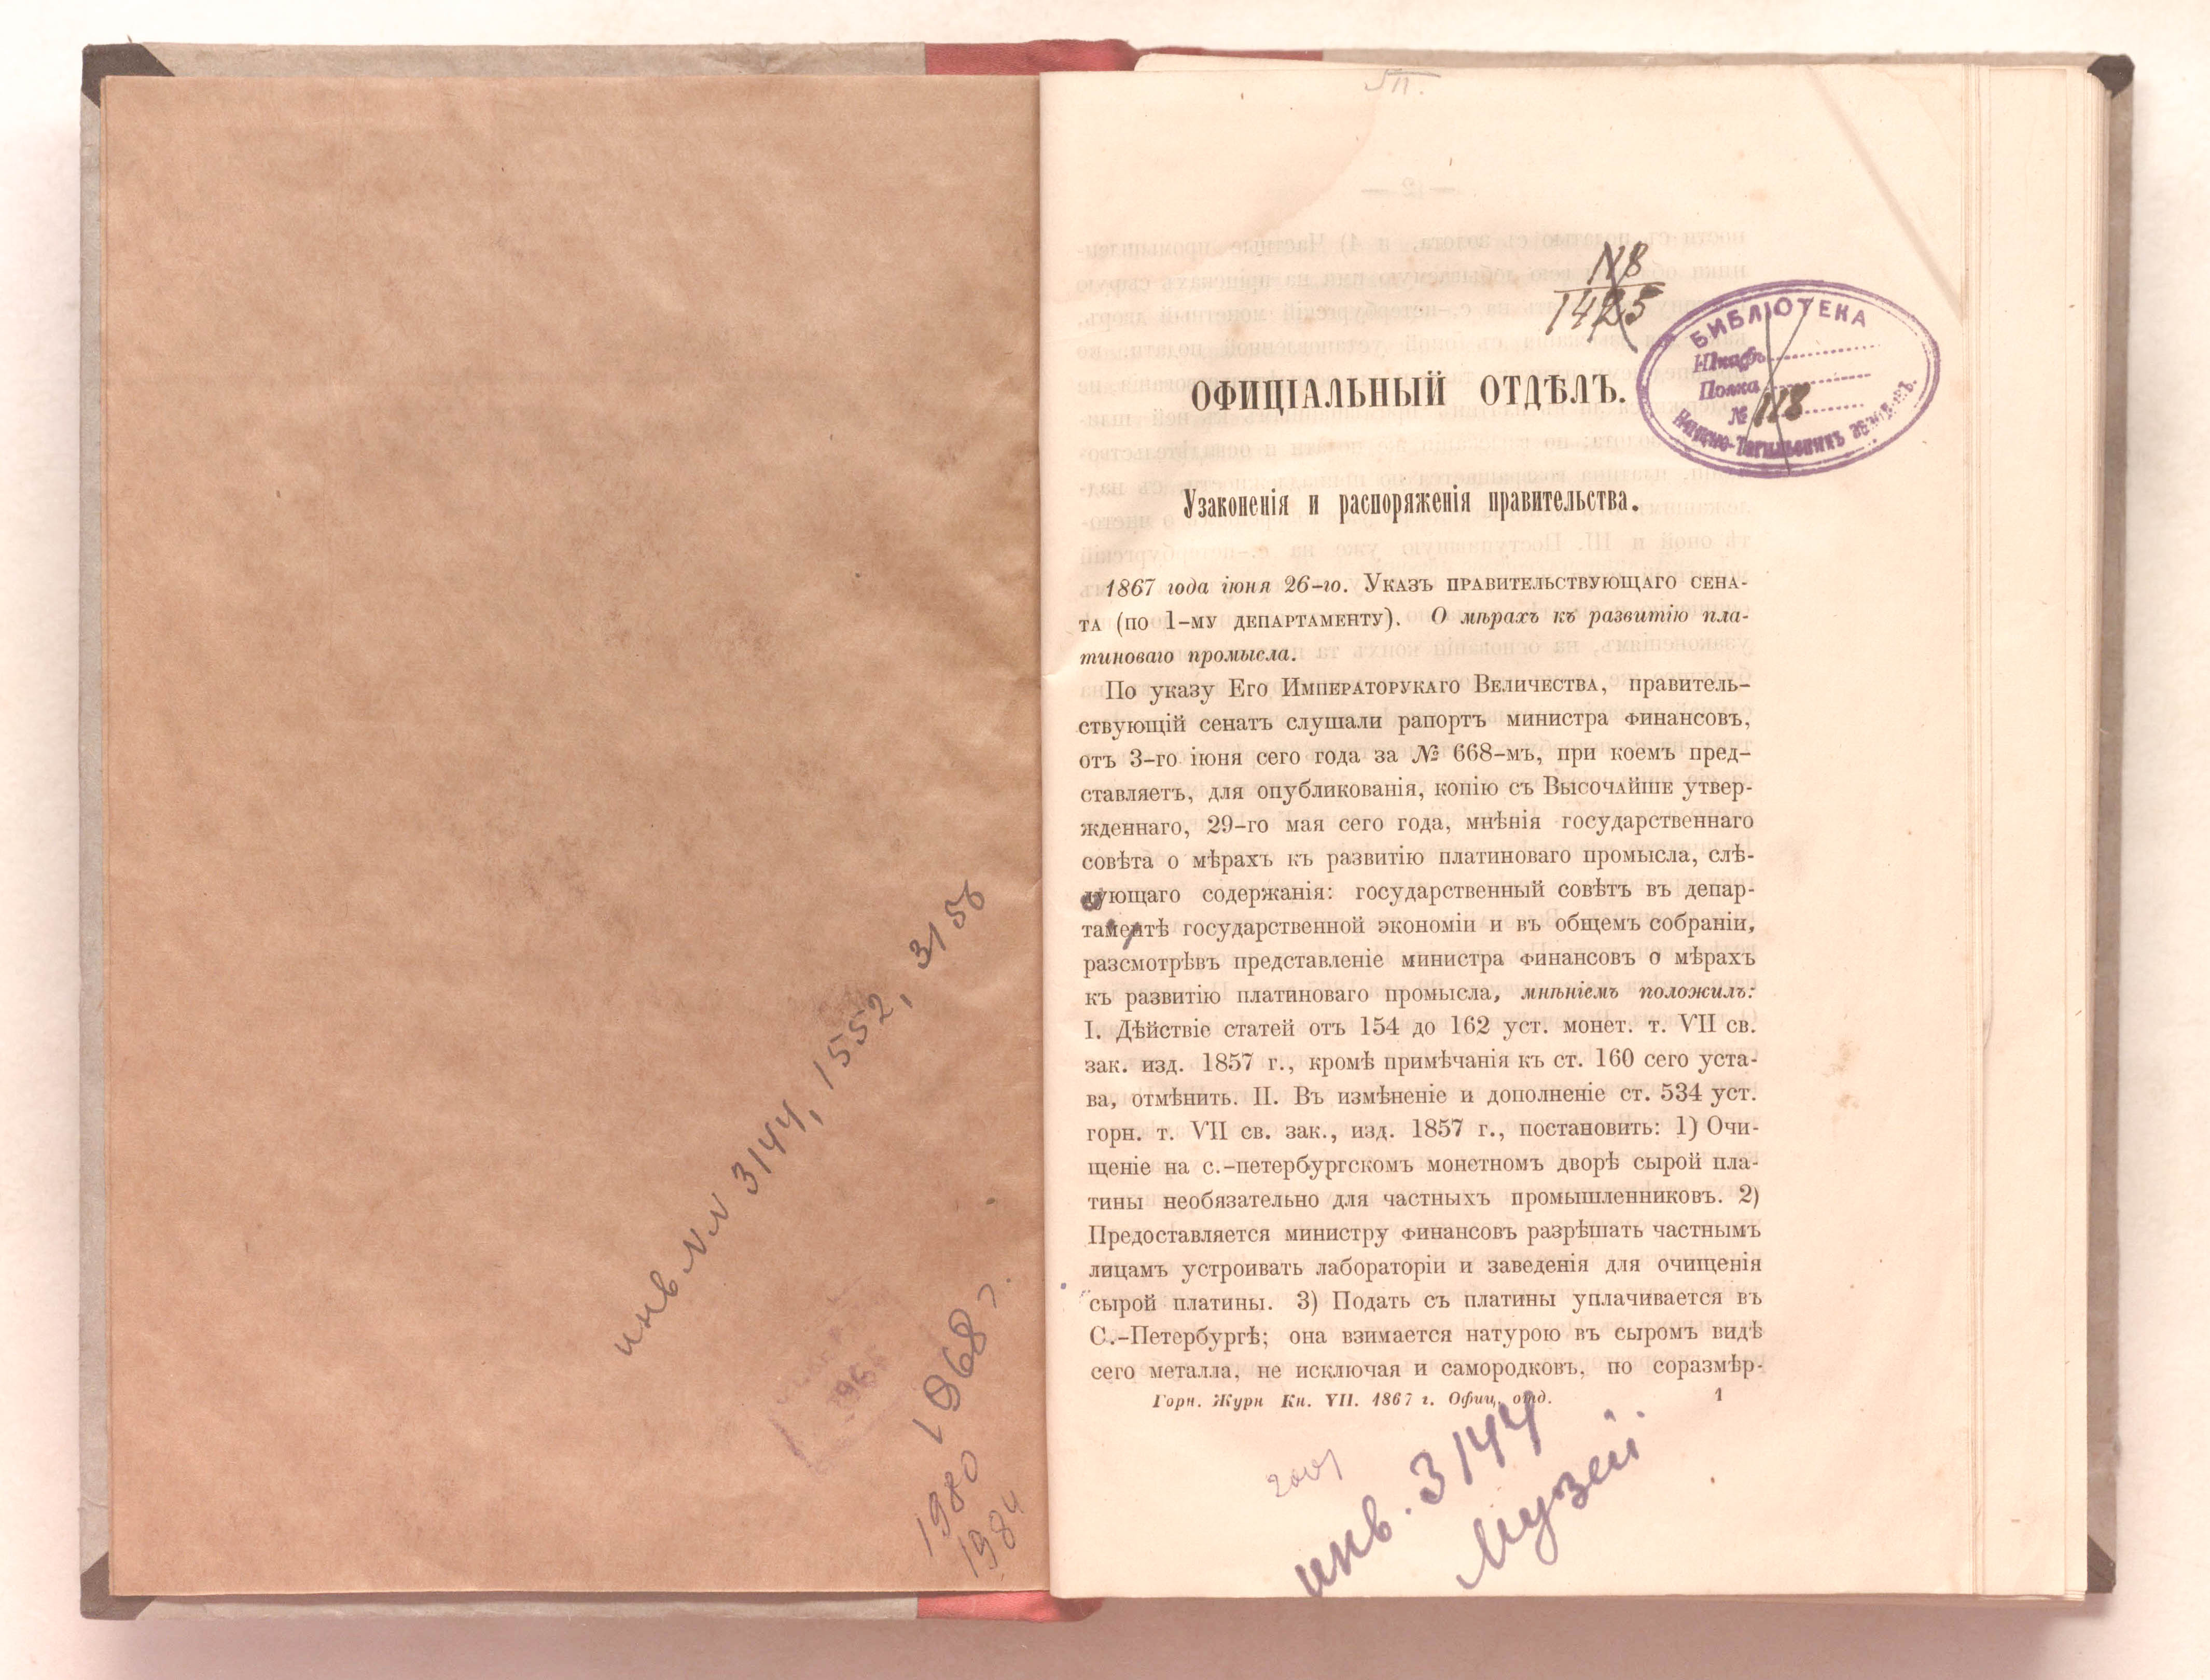 инв NN 3144, 1552, 3156
1968 г.
1980
1984
N8
1425
БИБЛІОТЕКА
Шкафъ
Полка
№ 118
ОФИЦІАЛЬНЫЙ ОТДѢЛЪ.
Узаконенія и распоряженія правительства.
1867 года іюня 26-го. Указъ правительствующаго сена-
та (по 1-му департаменту). О мѣрахъ къ развитію пла-
тиноваго промысла.
По указу Его Императорукаго Величества, правитель-
ствующій сенатъ слушали рапортъ министра финансовъ,
отъ 3-го іюня сего года за № 668-мъ, при коемъ пред-
ставляетъ, для опубликованія, копію съ Высочайше утвер-
жденнаго, 29-го мая сего года, мнѣнія государственнаго
совѣта о мѣрахъ къ развитію платиноваго промысла, слѣ-
дующаго содержанія: государственный совѣтъ въ депар-
таментѣ государственной экономіи и въ общемъ собраніи,
разсмотрѣвъ представленіе министра финансовъ о мѣрахъ
къ развитію платиноваго промысла, мнѣніемъ положилъ:
I. Дѣйствіе статей отъ 154 до 162 уст. монет. т. VII св.
зак. изд. 1857 г., кромѣ примѣчанія къ ст. 160 сего уста-
ва, отмѣнить. II. Въ измѣненіе и дополненіе ст. 534 уст.
горн. т. VII св. зак., изд. 1857 г., постановить: 1) Очи-
щеніе на с.-петербургскомъ монетномъ дворѣ сырой пла-
тины необязательно для частныхъ промышленниковъ. 2)
Предоставляется министру финансовъ разрѣшать частнымъ
лицамъ устроивать лабораторіи и заведенія для очищенія
сырой платины. 3) Подать съ платины уплачивается въ
С.-Петербургѣ; она взимается натурою въ сыромъ видѣ
сего металла, не исключая и самородковъ, по соразмѣр-
Горн. Журн Кн. VII. 1867 г. Офиц. отд. 1
инв. 3144
Музей.